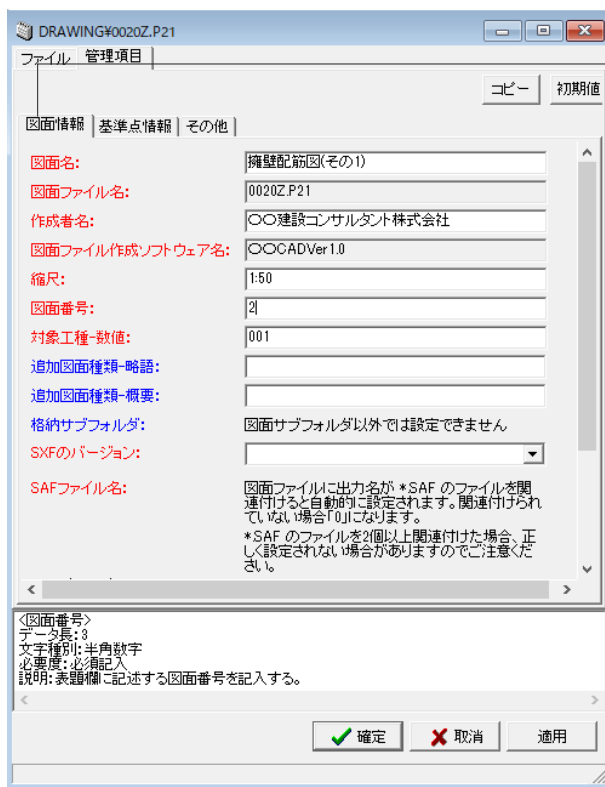 DRAWING¥0020Z.P21
ファイル 管理項目
コピー 初期値
図面情報 基準点情報 その他
図面名: 擁壁配筋図(その1)
図面ファイル名: 0020Z.P21
作成者名: 〇〇建設コンサルタント株式会社
図面ファイル作成ソフトウェア名: 〇〇CADVer1.0
縮尺: 1:50
図面番号: 2
対象工種-数値: 001
追加図面種類-略語:
追加図面種類-概要:
格納サブフォルダ: 図面サブフォルダ以外では設定できません
SXFのバージョン:
SAFファイル名: 図面ファイルに出力名が *SAF のファイルを関
連付けると自動的に設定されます。関連付けられ
ていない場合「0」になります。
*SAF のファイルを2個以上関連付けた場合、正
しく設定されない場合がありますのでご注意くだ
さい。
<図面番号>
データ長:3
文字種別:半角数字
必要度:必須記入
説明:表題欄に記述する図面番号を記入する。
確定 取消 適用